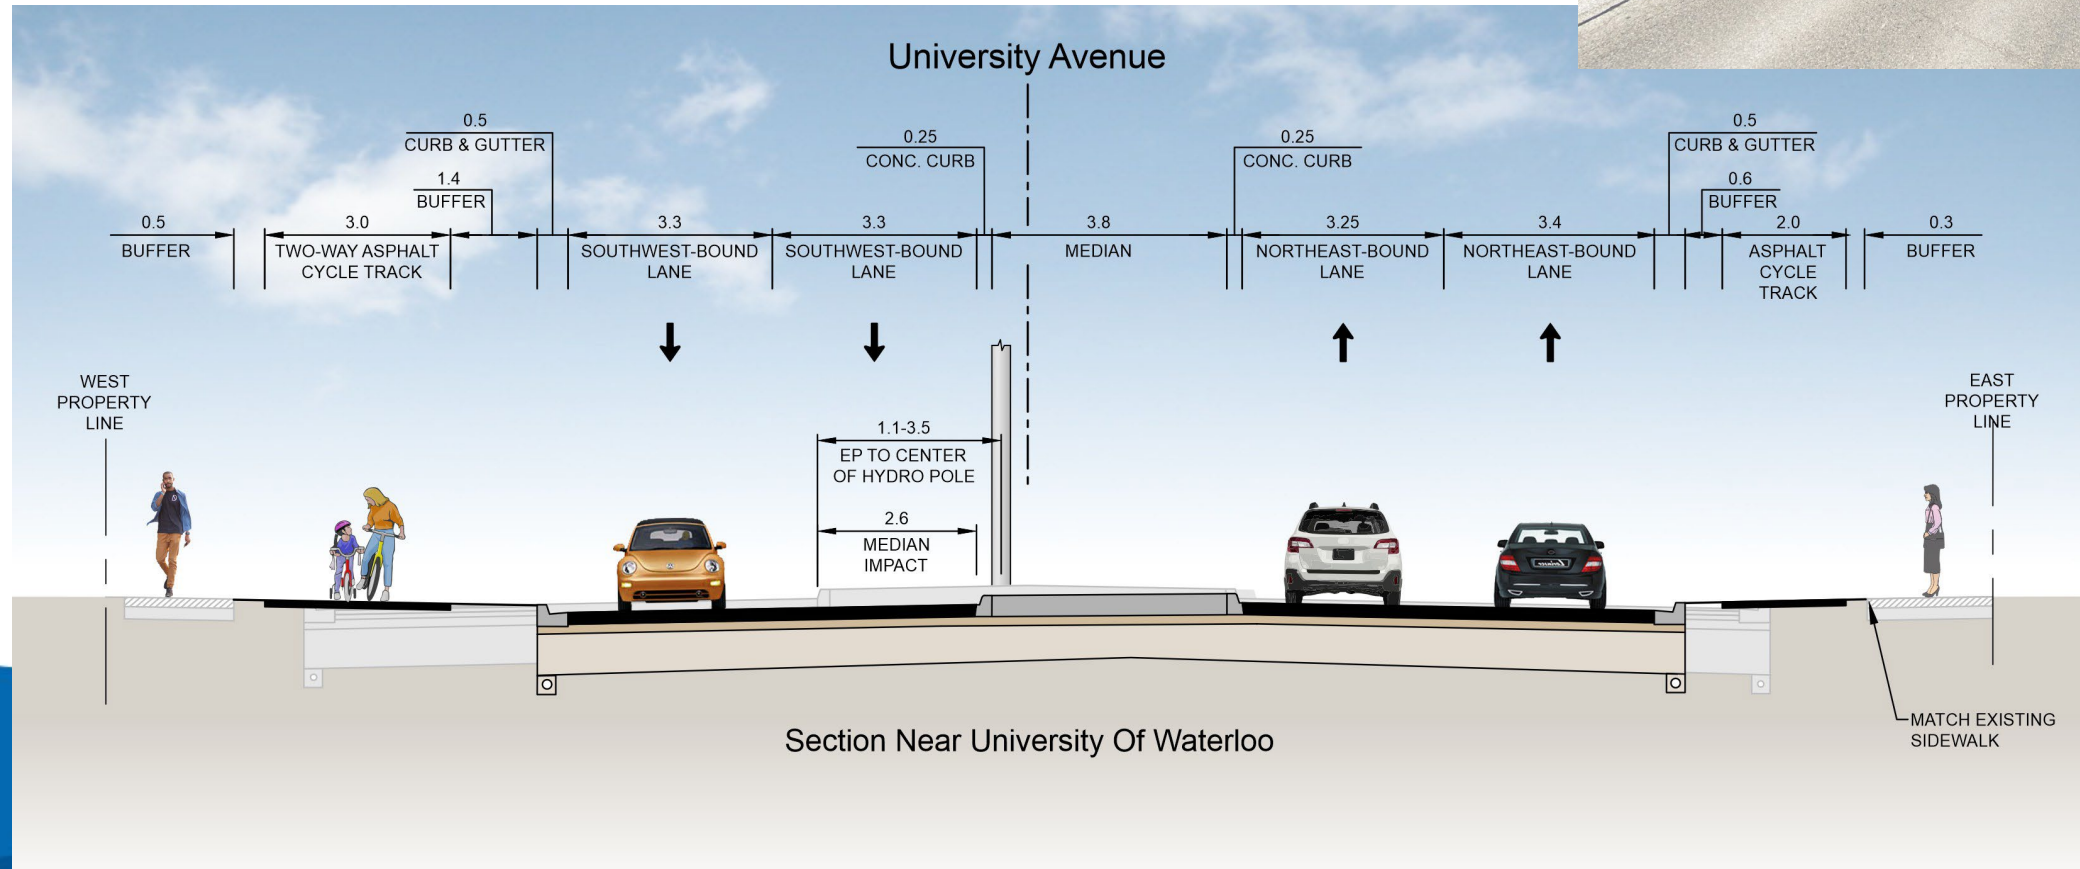 University Avenue
0.5
CURB & GUTTER
0.25
CONC. CURB
0.25
CONC. CURB
0.5
CURB & GUTTER
1.4
BUFFER
0.6
BUFFER
0.5
BUFFER
3.0
TWO-WAY ASPHALT
CYCLE TRACK
3.3
SOUTHWEST-BOUND
LANE
3.3
SOUTHWEST-BOUND
LANE
3.8
MEDIAN
3.25
NORTHEAST-BOUND
LANE
3.4
NORTHEAST-BOUND
LANE
2.0
ASPHALT
CYCLE
TRACK
0.3
BUFFER
WEST
PROPERTY
LINE
EAST
PROPERTY
LINE
1.1-3.5
EP TO CENTER
OF HYDRO POLE
2.6
MEDIAN
IMPACT
MATCH EXISTING
SIDEWALK
Section Near University Of Waterloo